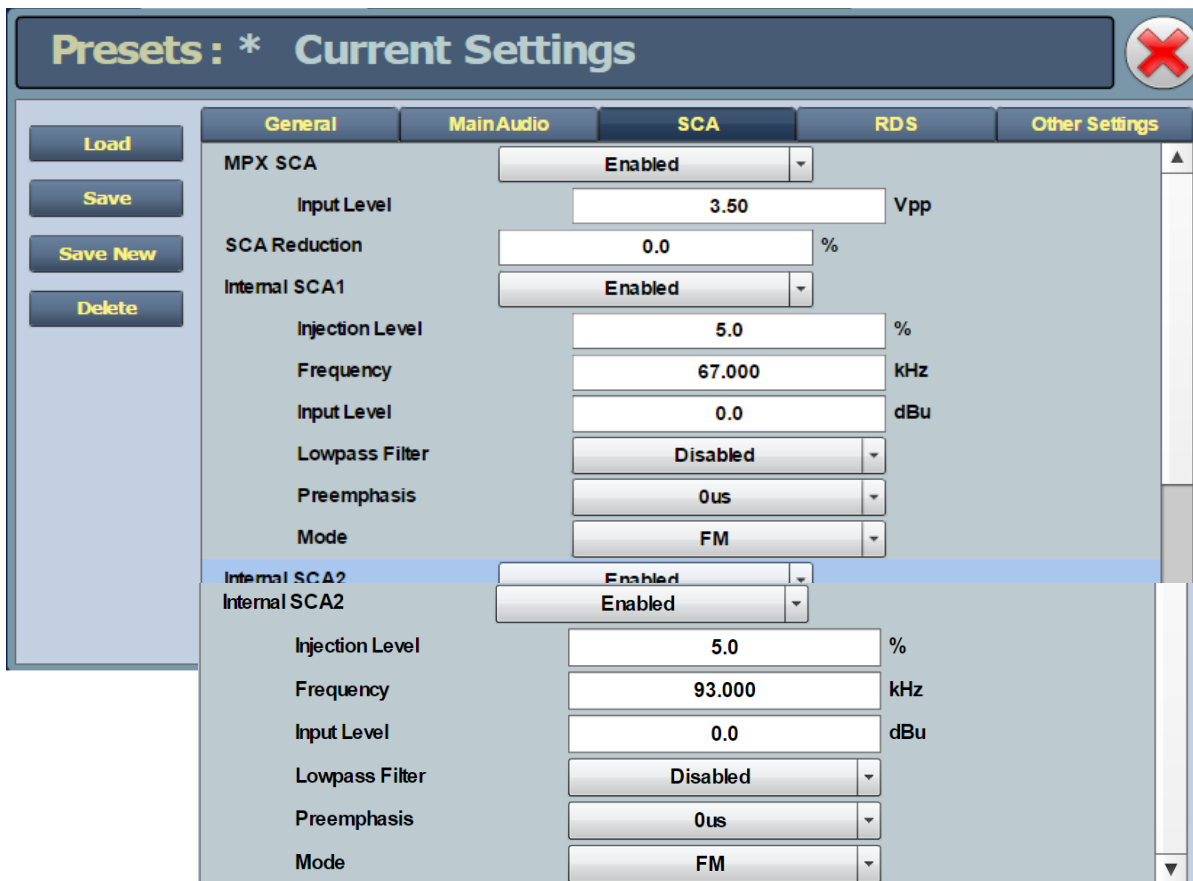 Presets: * Current Settings
General Main Audio SCA RDS Other Settings
Load
Save
Save New
Delete
MPX SCA Enabled
Input Level 3.50 Vpp
SCA Reduction 0.0 %
Internal SCA1 Enabled
Injection Level 5.0 %
Frequency 67.000 kHz
Input Level 0.0 dBu
Lowpass Filter Disabled
Preemphasis 0us
Mode FM
Internal SCA2 Enabled
Internal SCA2 Enabled
Injection Level 5.0 %
Frequency 93.000 kHz
Input Level 0.0 dBu
Lowpass Filter Disabled
Preemphasis 0us
Mode FM